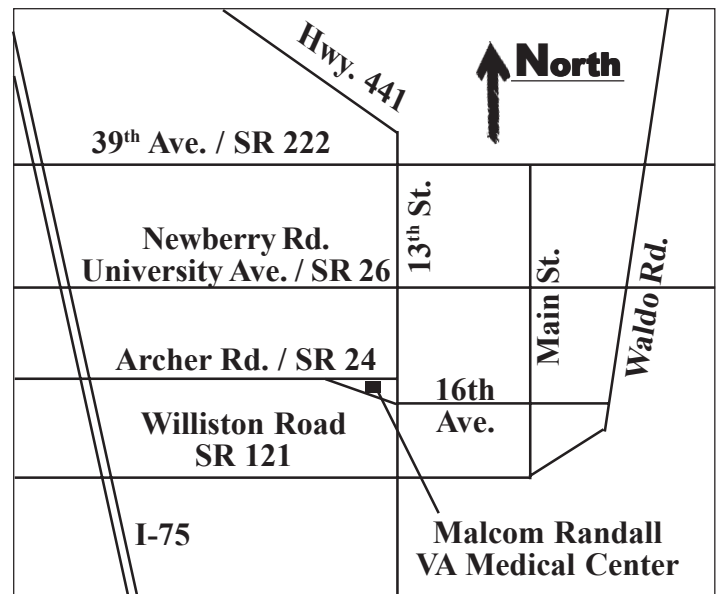 Hwy. 441
North
39th Ave. / SR 222
13th St.
Newberry Rd.
University Ave. / SR 26
Main St.
Waldo Rd.
Archer Rd. / SR 24
16th
Ave.
Williston Road
SR 121
I-75
Malcom Randall
VA Medical Center